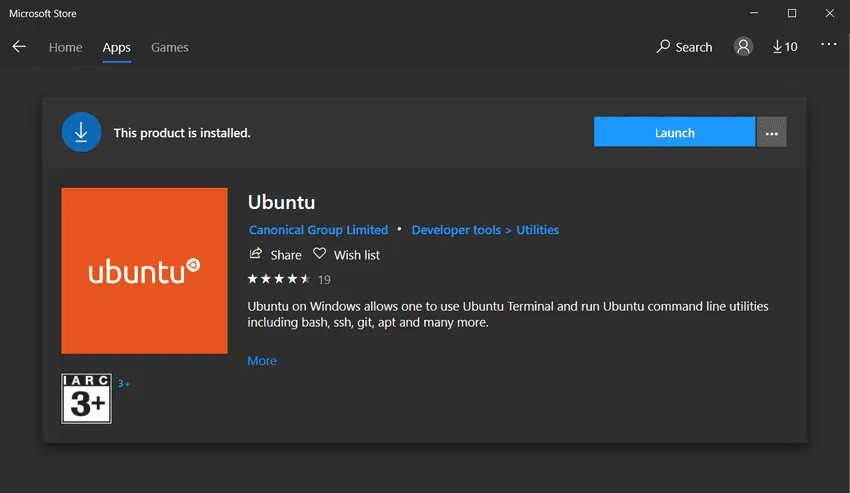 Microsoft Store
Home Apps Games Search 10
This product is installed. Launch
Ubuntu
Canonical Group Limited • Developer tools > Utilities
Share Wish list
19
ubuntu
Ubuntu on Windows allows one to use Ubuntu Terminal and run Ubuntu command line utilities
including bash, ssh, git, apt and many more.
More
IARC
3+
3+